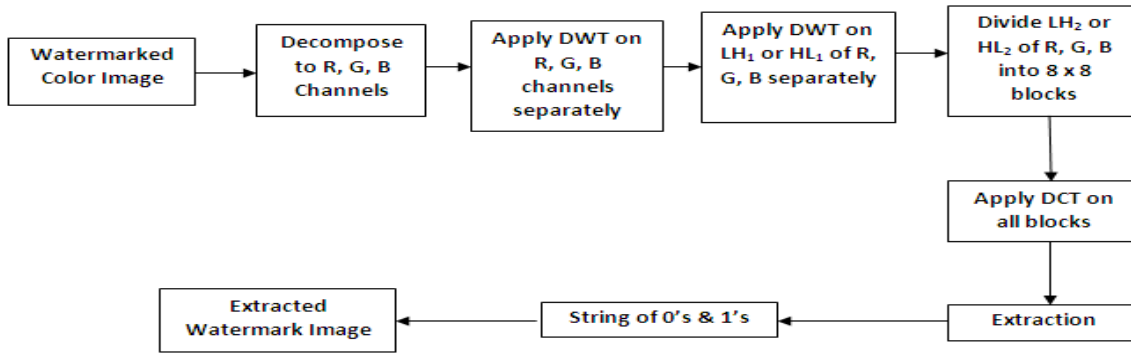 Watermarked
Color Image
Decompose
to R, G, B
Channels
Apply DWT on
R, G, B
channels
separately
Apply DWT on
LH₁ or HL₁ of R,
G, B separately
Divide LH₂ or
HL₂ of R, G, B
into 8 x 8
blocks
Apply DCT on
all blocks
Extraction
String of 0's & 1's
Extracted
Watermark Image